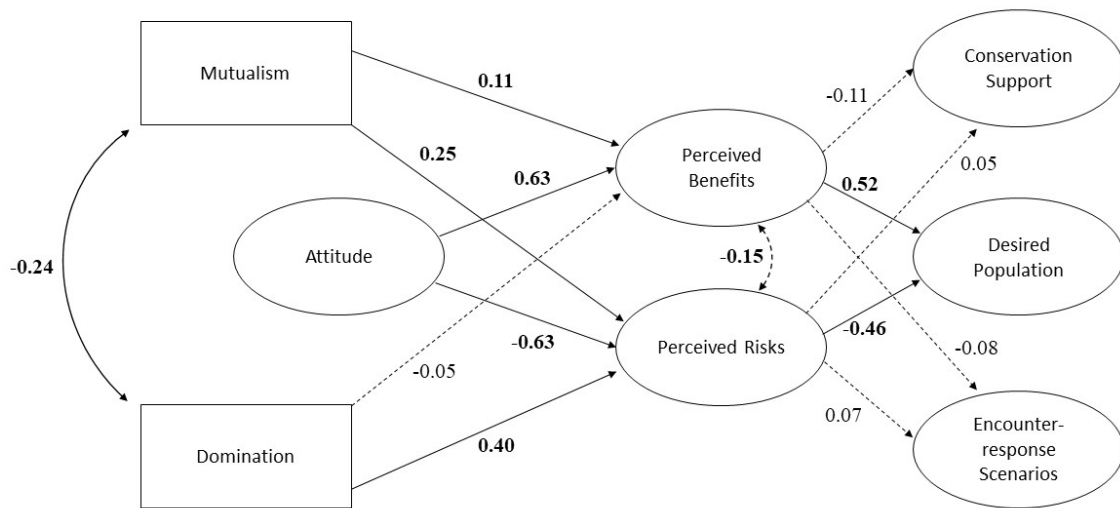 Mutualism
Conservation
Support
0.11
-0.11
0.25
Perceived
Benefits
0.05
0.63
0.52
Attitude
Desired
Population
-0.24
-0.15
-0.63
Perceived Risks
-0.46
-0.05
-0.08
0.07
0.40
Domination
Encounter-
response
Scenarios